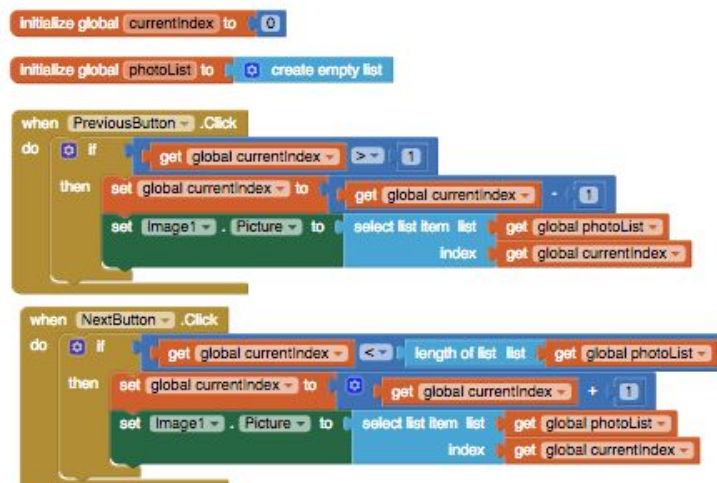 initialize global currentIndex to 0
initialize global photoList to create empty list
when PreviousButton .Click
do if get global currentIndex > 1
then set global currentIndex to get global currentIndex - 1
set Image1 . Picture to select list item list get global photoList
index get global currentIndex
when NextButton .Click
do if get global currentIndex < length of list list get global photoList
then set global currentIndex to get global currentIndex + 1
set Image1 . Picture to select list item list get global photoList
index get global currentIndex